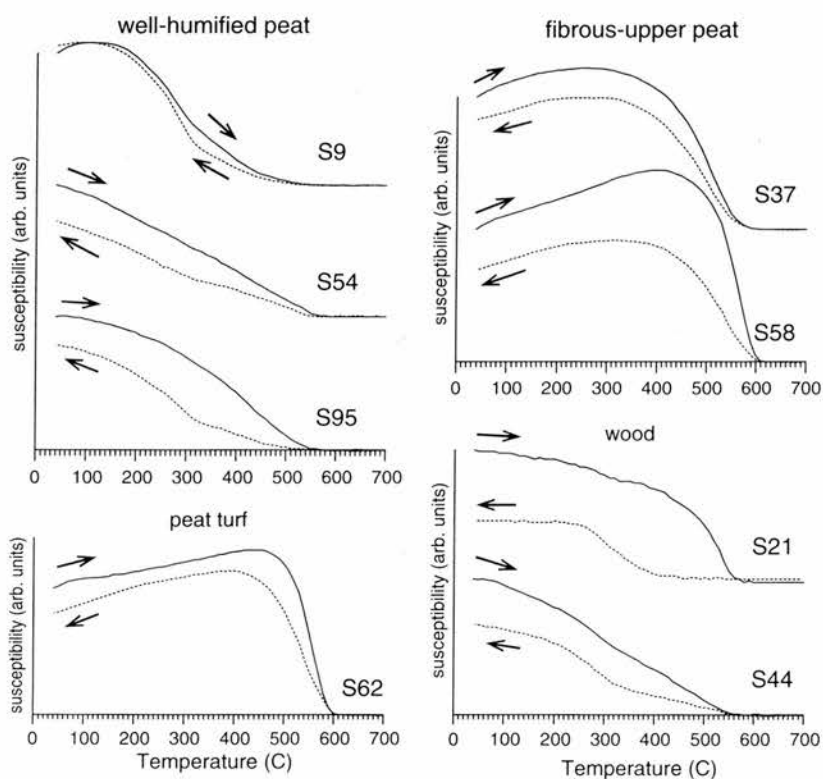 well-humified peat
susceptibility (arb. units)
S9
S54
S95
0 100 200 300 400 500 600 700
fibrous-upper peat
susceptibility (arb. units)
S37
S58
0 100 200 300 400 500 600 700
peat turf
susceptibility (arb. units)
S62
0 100 200 300 400 500 600 700
Temperature (C)
wood
susceptibility (arb. units)
S21
S44
0 100 200 300 400 500 600 700
Temperature (C)